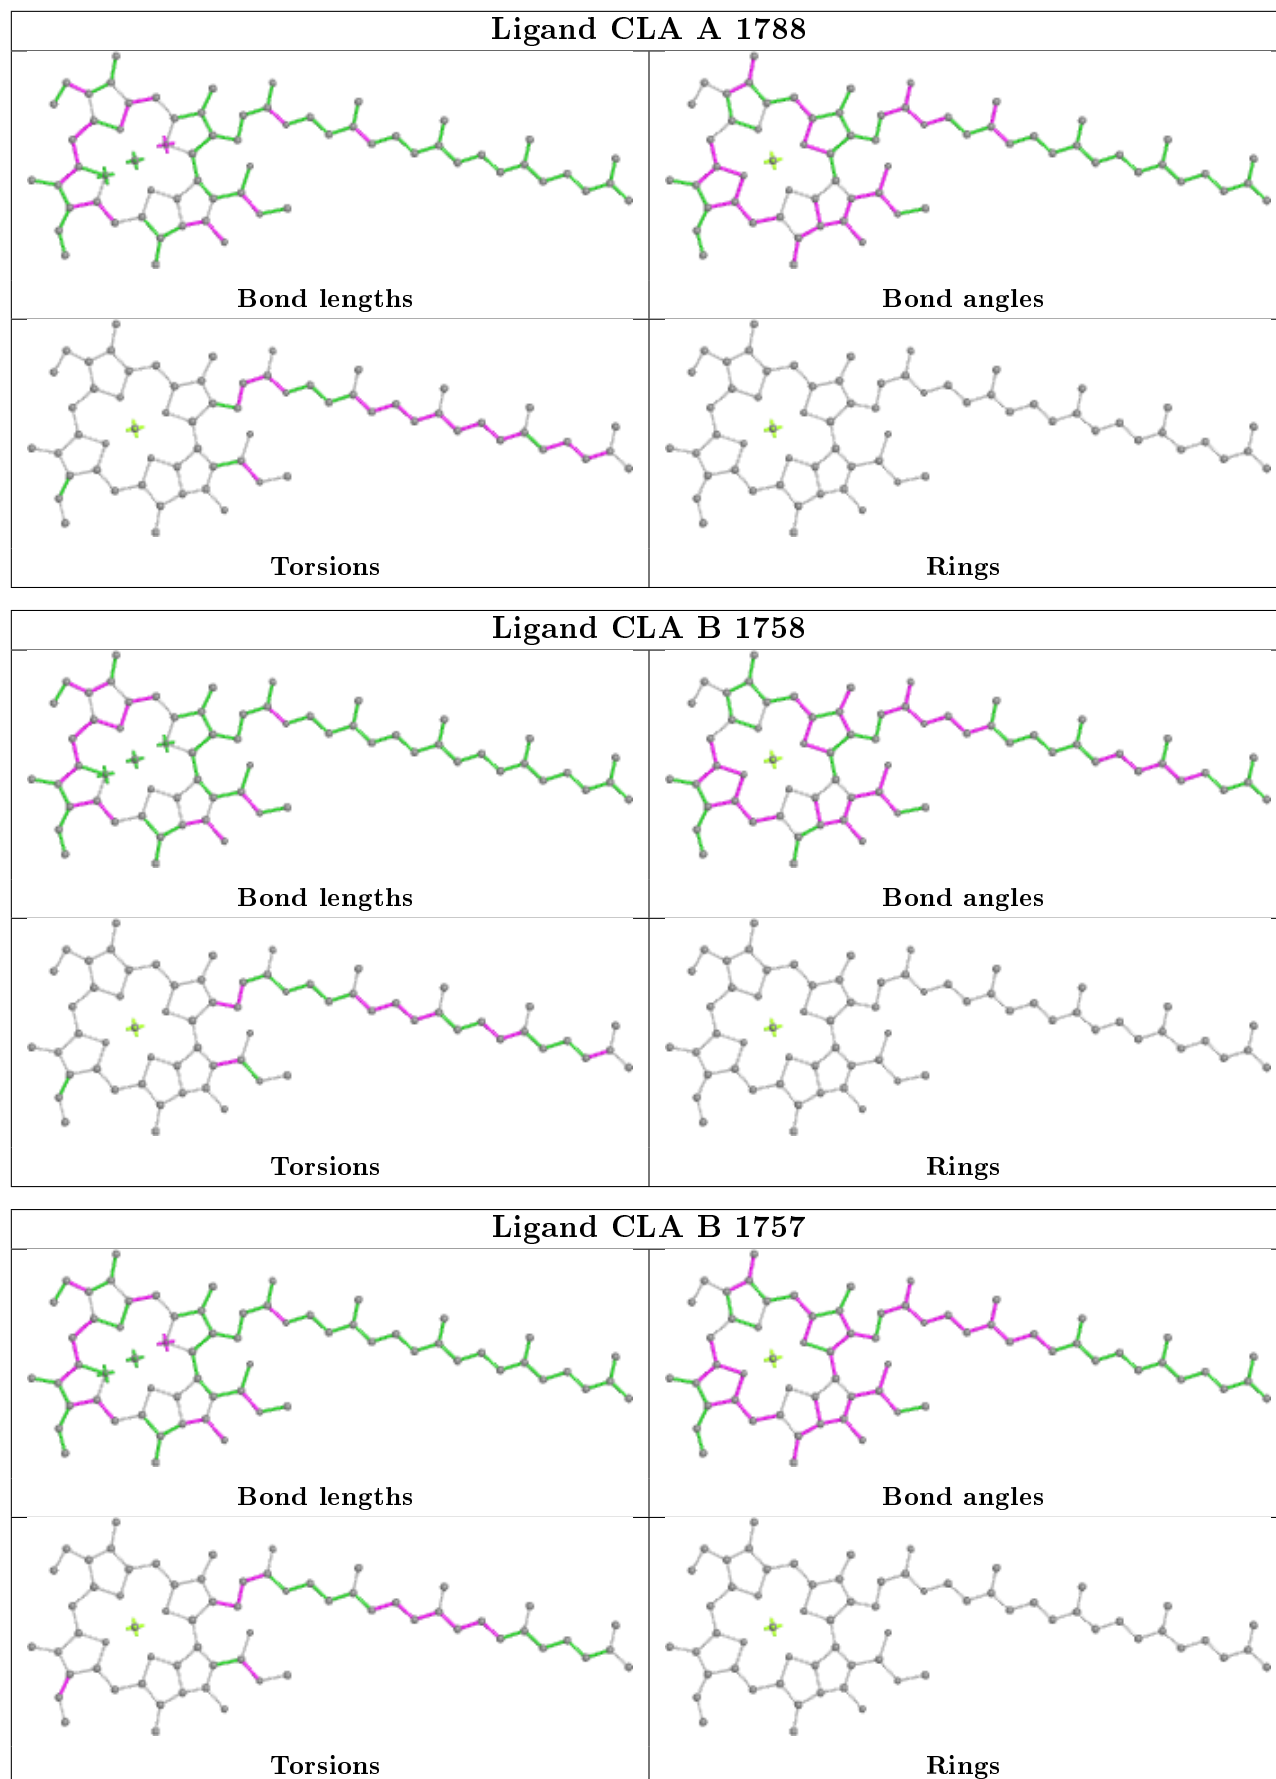 Ligand CLA A 1788
Bond lengths
Bond angles
Torsions
Rings
Ligand CLA B 1758
Bond lengths
Bond angles
Torsions
Rings
Ligand CLA B 1757
Bond lengths
Bond angles
Torsions
Rings